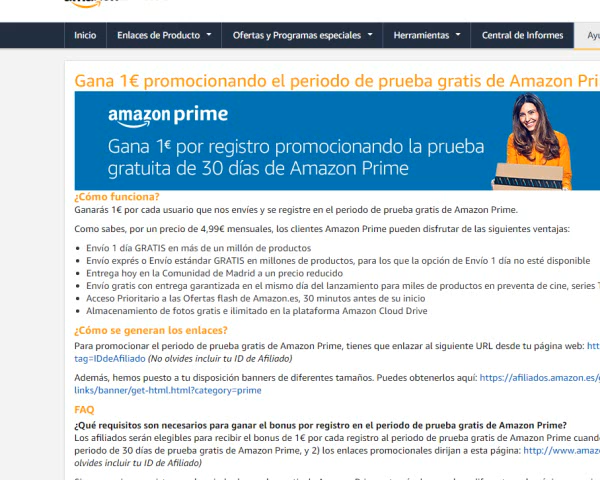 Inicio Enlaces de Producto Ofertas y Programas especiales Herramientas Central de Informes
Gana 1€ promocionando el periodo de prueba gratis de Amazon
amazon prime
Gana 1€ por registro promocionando la prueba
gratuita de 30 días de Amazon Prime
¿Cómo funciona?
Ganarás 1€ por cada usuario que nos envíes y se registre en el periodo de prueba gratis de Amazon Prime.
Como sabes, por un precio de 4,99€ mensuales, los clientes Amazon Prime pueden disfrutar de las siguientes ventajas:
Envío 1 día GRATIS en más de un millón de productos
Envío exprés o Envío estándar GRATIS en millones de productos, para los que la opción de Envío 1 día no esté disponible
Entrega hoy en la Comunidad de Madrid a un precio reducido
Envío gratis con entrega garantizada en el mismo día del lanzamiento para miles de productos en preventa de cine, series
Acceso Prioritario a las Ofertas flash de Amazon.es, 30 minutos antes de su inicio
Almacenamiento de fotos gratis e ilimitado en la plataforma Amazon Cloud Drive
¿Cómo se generan los enlaces?
Para promocionar el periodo de prueba gratis de Amazon Prime, tienes que enlazar al siguiente URL desde tu página web:
tag=IDdeAfiliado (No olvides incluir tu ID de Afiliado)
Además, hemos puesto a tu disposición banners de diferentes tamaños. Puedes obtenerlos aquí: https://afiliados.amazon.es/
links/banner/get-html.html?category=prime
FAQ
¿Qué requisitos son necesarios para ganar el bonus por registro en el periodo de prueba gratis de Amazon Prime?
Los afiliados serán elegibles para recibir el bonus de 1€ por cada registro al periodo de prueba gratis de Amazon Prime
periodo de 30 días de prueba gratis de Amazon Prime, y 2) los enlaces promocionales dirijan a esta página: http://www.amaz
olvides incluir tu ID de Afiliado)